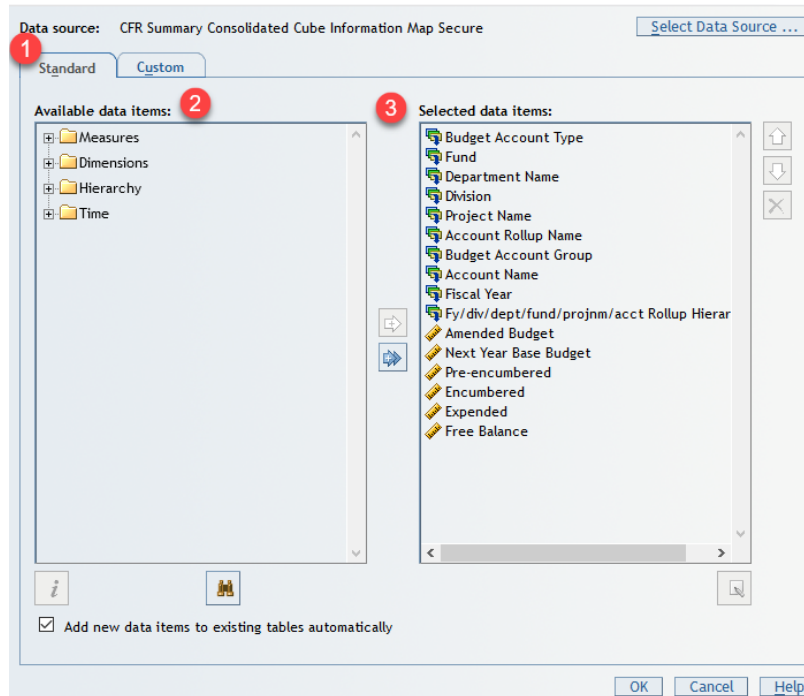 Data source: CFR Summary Consolidated Cube Information Map Secure
Select Data Source ...
1
Standard
Custom
Available data items: 2
3 Selected data items:
Measures
Dimensions
Hierarchy
Time
Budget Account Type
Fund
Department Name
Division
Project Name
Account Rollup Name
Budget Account Group
Account Name
Fiscal Year
Fy/div/dept/fund/projnm/acct Rollup Hierar
Amended Budget
Next Year Base Budget
Pre-encumbered
Encumbered
Expended
Free Balance
i
Add new data items to existing tables automatically
OK Cancel Help